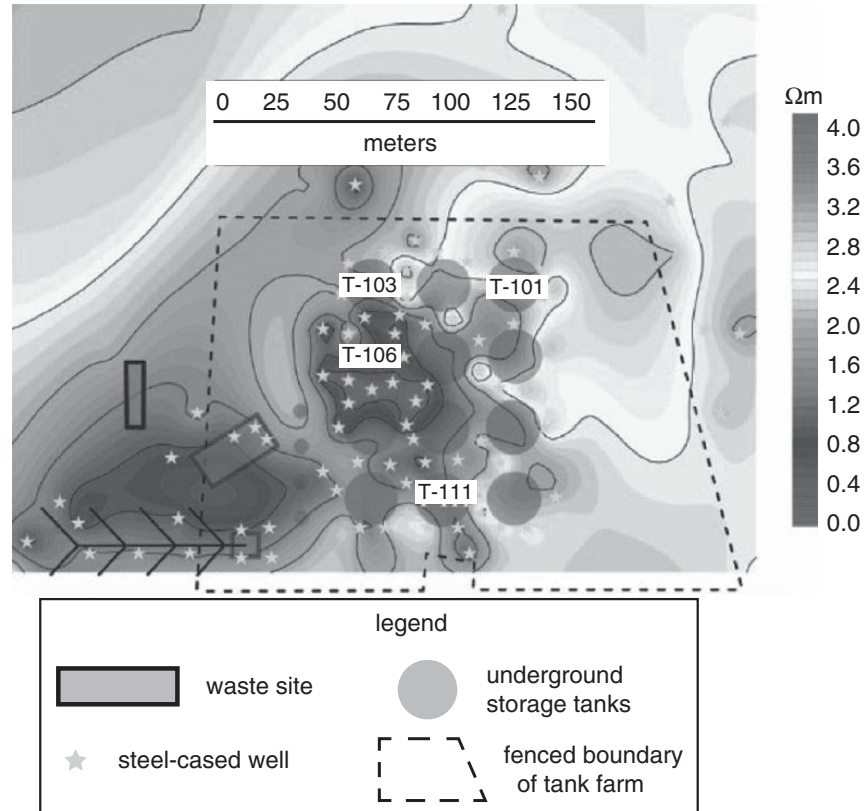 0 25 50 75 100 125 150
meters
Ωm
4.0
3.6
3.2
2.8
2.4
2.0
1.6
1.2
0.8
0.4
0.0
T-103
T-101
T-106
T-111
legend
waste site
underground
storage tanks
steel-cased well
fenced boundary
of tank farm